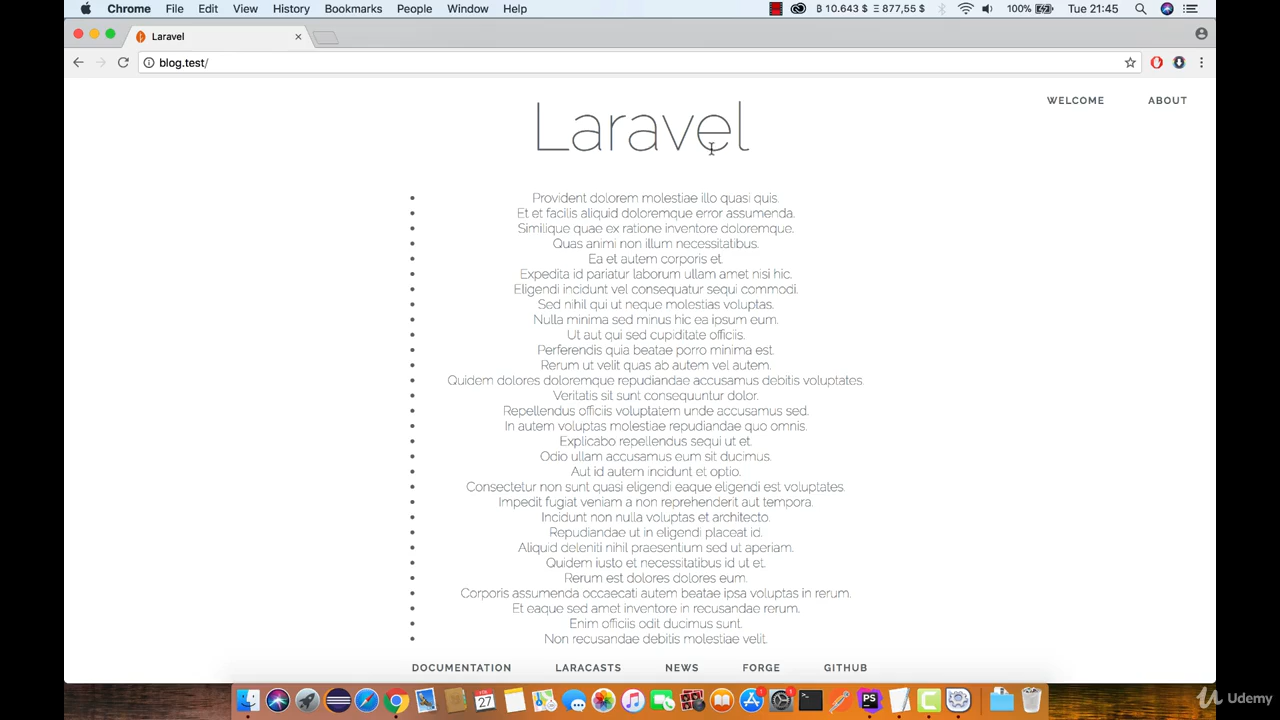 Chrome File Edit View History Bookmarks People Window Help B 10.643 $ Ξ 877,55 $ 100% Tue 21:45
Laravel
blog.test/
WELCOME ABOUT
Laravel
Provident dolorem molestiae illo quasi quis.
Et et facilis aliquid doloremque error assumenda.
Similique quae ex ratione inventore doloremque.
Quas animi non illum necessitatibus.
Ea et autem corporis et.
Expedita id pariatur laborum ullam amet nisi hic.
Eligendi incidunt vel consequatur sequi commodi.
Sed nihil qui ut neque molestias voluptas.
Nulla minima sed minus hic ea ipsum eum.
Ut aut qui sed cupiditate officiis.
Perferendis quia beatae porro minima est.
Rerum ut velit quas ab autem vel autem.
Quidem dolores doloremque repudiandae accusamus debitis voluptates.
Veritatis sit sunt consequuntur dolor.
Repellendus officiis voluptatem unde accusamus sed.
In autem voluptas molestiae repudiandae quo omnis.
Explicabo repellendus sequi ut et.
Odio ullam accusamus eum sit ducimus.
Aut id autem incidunt et optio.
Consectetur non sunt quasi eligendi eaque eligendi est voluptates.
Impedit fugiat veniam a non reprehenderit aut tempora.
Incidunt non nulla voluptas et architecto.
Repudiandae ut in eligendi placeat id.
Aliquid deleniti nihil praesentium sed ut aperiam.
Quidem iusto et necessitatibus id ut et.
Rerum est dolores dolores eum.
Corporis assumenda occaecati autem beatae ipsa voluptas in rerum.
Et eaque sed amet inventore in recusandae rerum.
Enim officiis odit ducimus sunt.
Non recusandae debitis molestiae velit.
DOCUMENTATION LARACASTS NEWS FORGE GITHUB
27
PS
Udemy